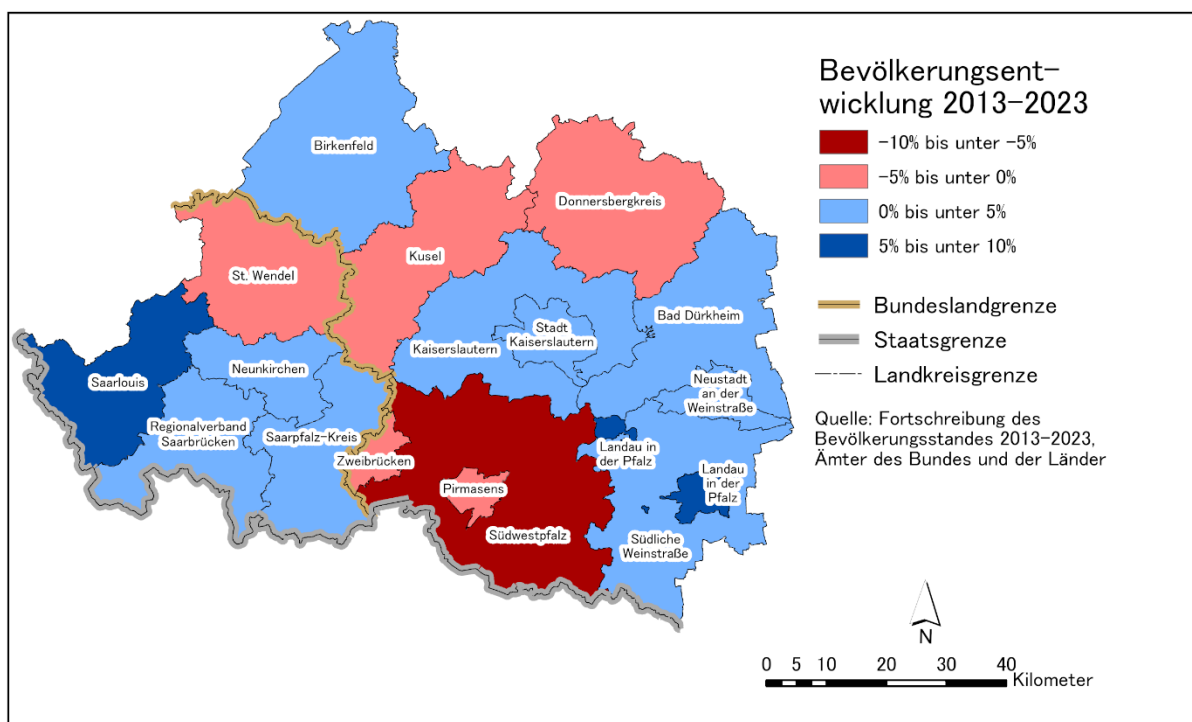 Bevölkerungsent-
wicklung 2013-2023
-10% bis unter -5%
-5% bis unter 0%
0% bis unter 5%
5% bis unter 10%
Bundeslandgrenze
Staatsgrenze
Landkreisgrenze
Quelle: Fortschreibung des
Bevölkerungsstandes 2013-2023,
Ämter des Bundes und der Länder
Birkenfeld
Donnersbergkreis
Kusel
St. Wendel
Bad Dürkheim
Stadt
Kaiserslautern
Kaiserslautern
Neunkirchen
Saarlouis
Neustadt
an der
Weinstraße
Regionalverband
Saarbrücken
Saarpfalz-Kreis
Zweibrücken
Landau in
der Pfalz
Landau
in der
Pfalz
Pirmasens
Südwestpfalz
Südliche
Weinstraße
N
0 5 10 20 30 40
Kilometer